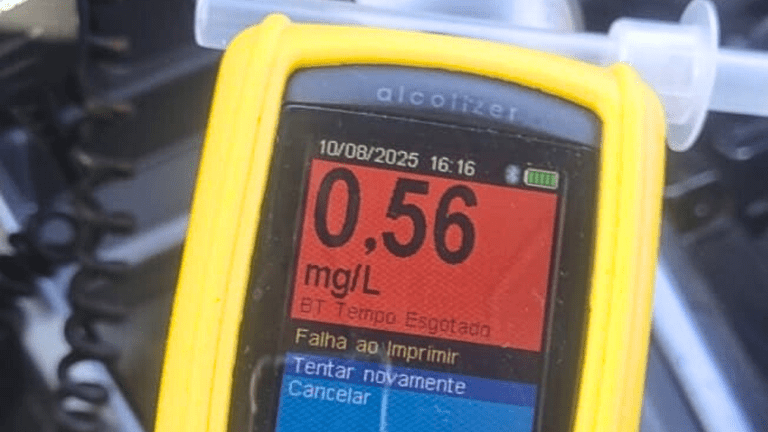 alcolizer
10/08/2025 16:16
0,56
mg/L
BT Tempo Esgotado
Falha ao Imprimir
Tentar novamente
Cancelar